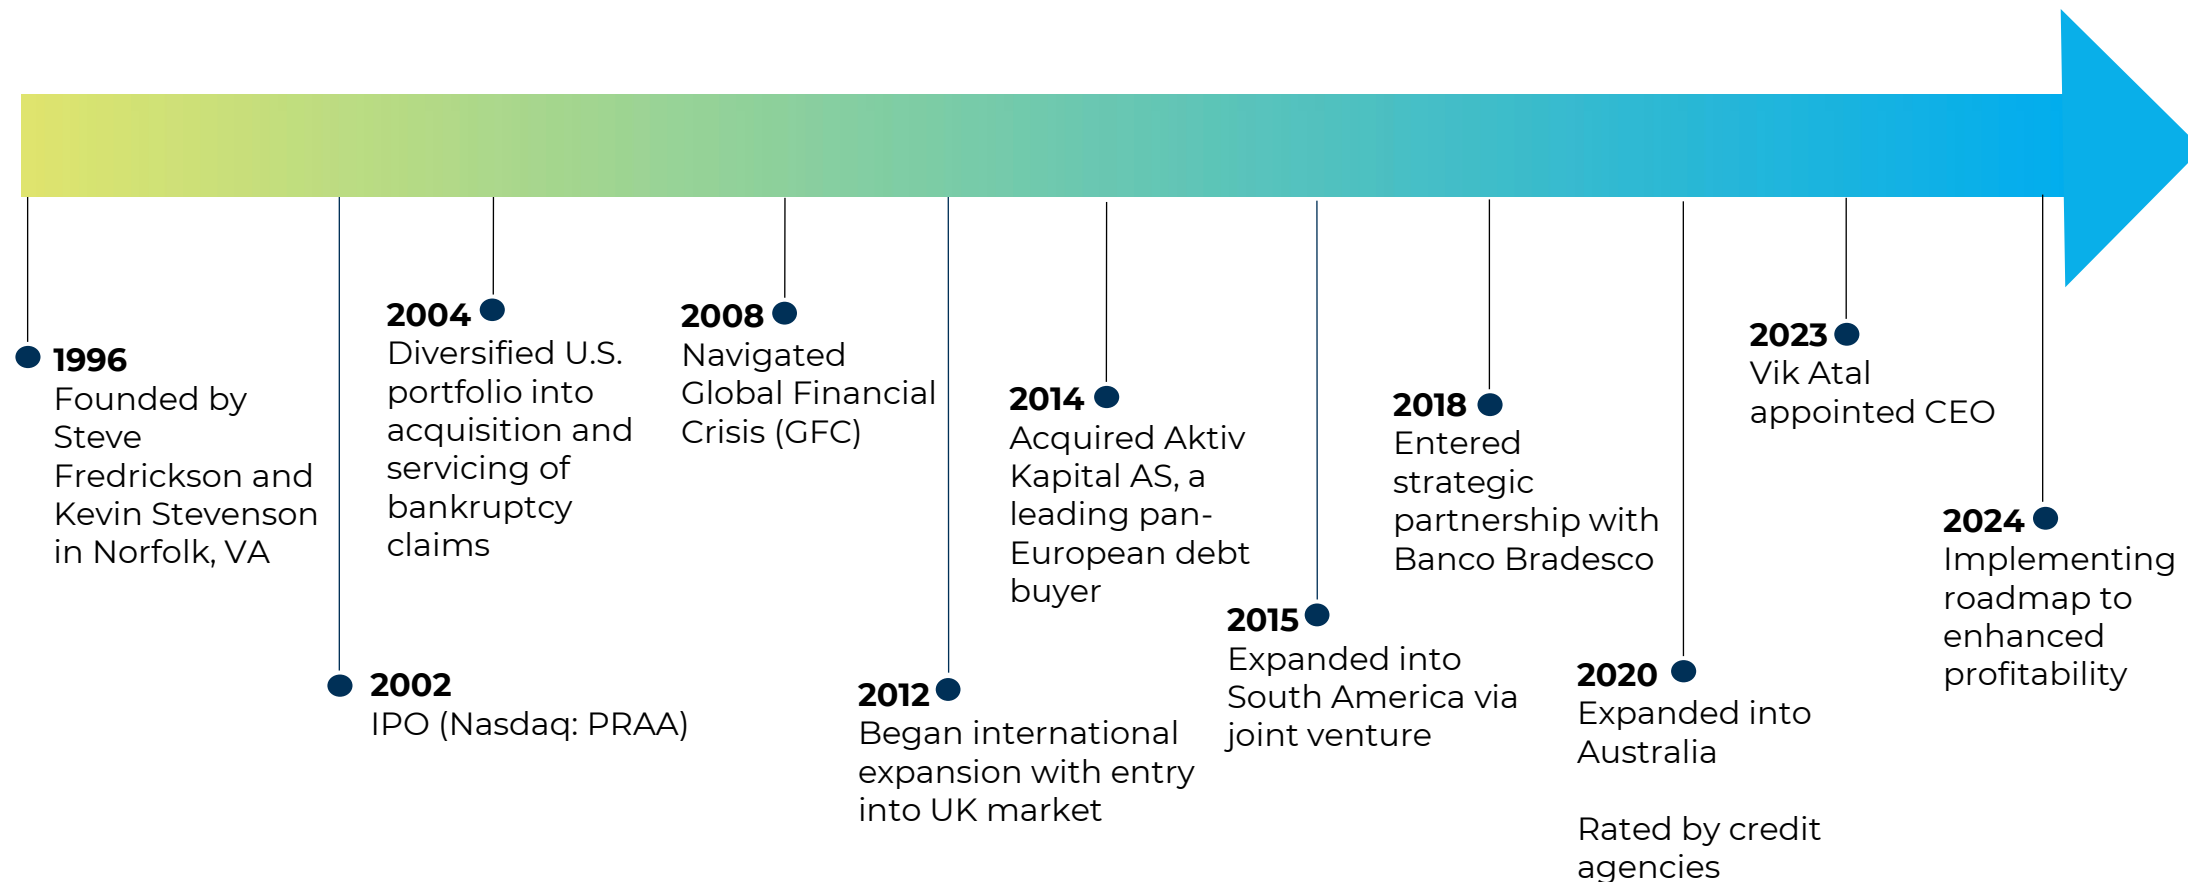 1996
Founded by
Steve
Fredrickson and
Kevin Stevenson
in Norfolk, VA
2002
IPO (Nasdaq: PRAA)
2004
Diversified U.S.
portfolio into
acquisition and
servicing of
bankruptcy
claims
2008
Navigated
Global Financial
Crisis (GFC)
2012
Began international
expansion with entry
into UK market
2014
Acquired Aktiv
Kapital AS, a
leading pan-
European debt
buyer
2015
Expanded into
South America via
joint venture
2018
Entered
strategic
partnership with
Banco Bradesco
2020
Expanded into
Australia
Rated by credit
agencies
2023
Vik Atal
appointed CEO
2024
Implementing
roadmap to
enhanced
profitability